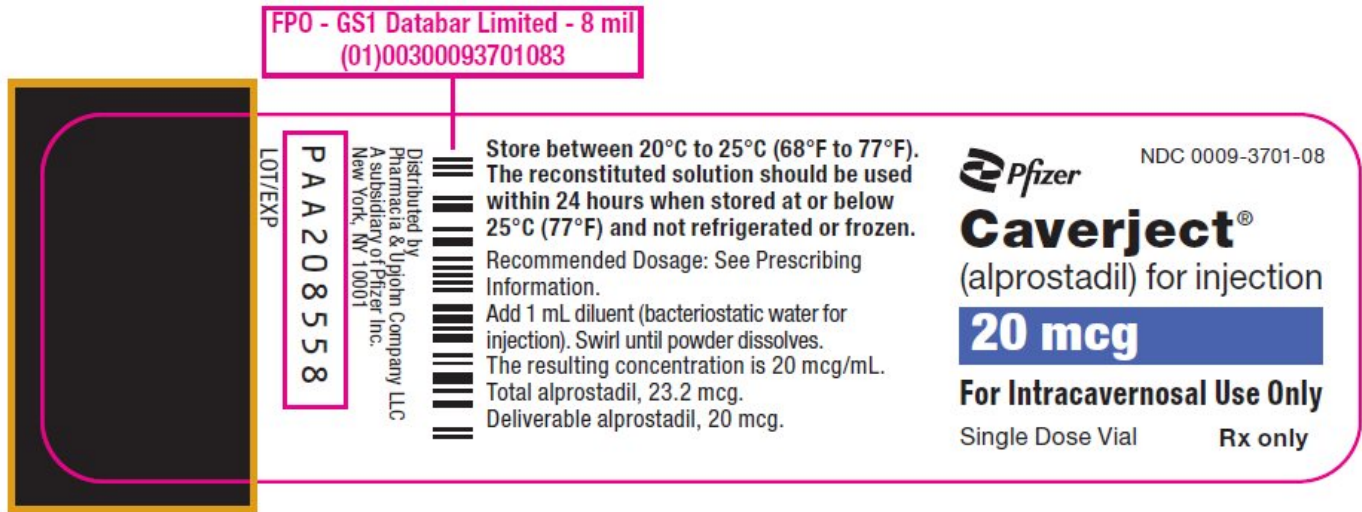 FPO - GS1 Databar Limited - 8 mil
(01)00300093701083
LOT/EXP
PAA208558
Distributed by
Pharmacia & Upjohn Company LLC
A subsidiary of Pfizer Inc.
New York, NY 10001
Store between 20°C to 25°C (68°F to 77°F).
The reconstituted solution should be used
within 24 hours when stored at or below
25°C (77°F) and not refrigerated or frozen.
Recommended Dosage: See Prescribing
Information.
Add 1 mL diluent (bacteriostatic water for
injection). Swirl until powder dissolves.
The resulting concentration is 20 mcg/mL.
Total alprostadil, 23.2 mcg.
Deliverable alprostadil, 20 mcg.
Pfizer
NDC 0009-3701-08
Caverject®
(alprostadil) for injection
20 mcg
For Intracavernosal Use Only
Single Dose Vial
Rx only